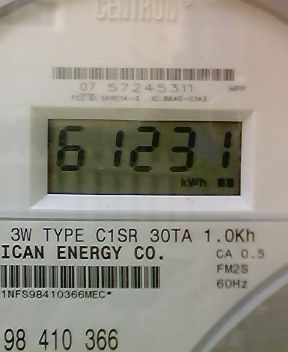 CENTRON
07 57245311
61231
kWh
3W TYPE C1SR 30TA 1.0Kh
ICAN ENERGY CO.
CA 0.5
FM2S
60Hz
1NFS98410366MEC*
98 410 366